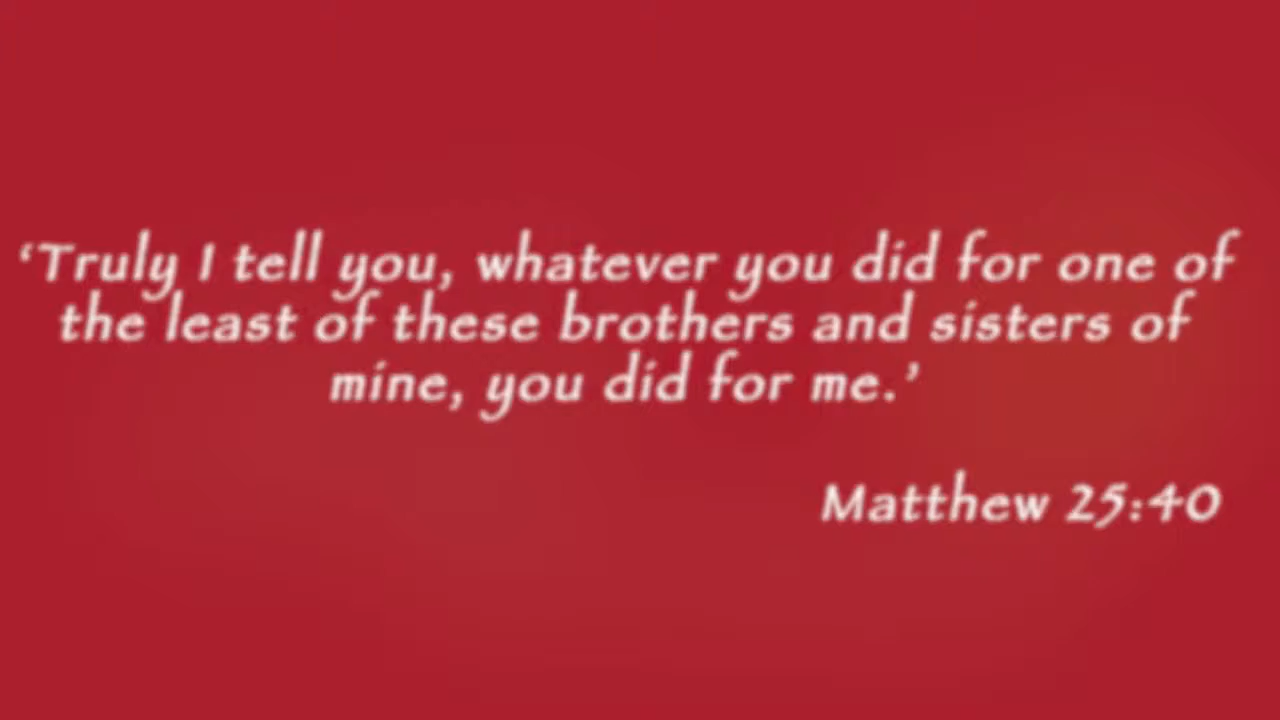 ‘Truly I tell you, whatever you did for one of
the least of these brothers and sisters of
mine, you did for me.’
Matthew 25:40